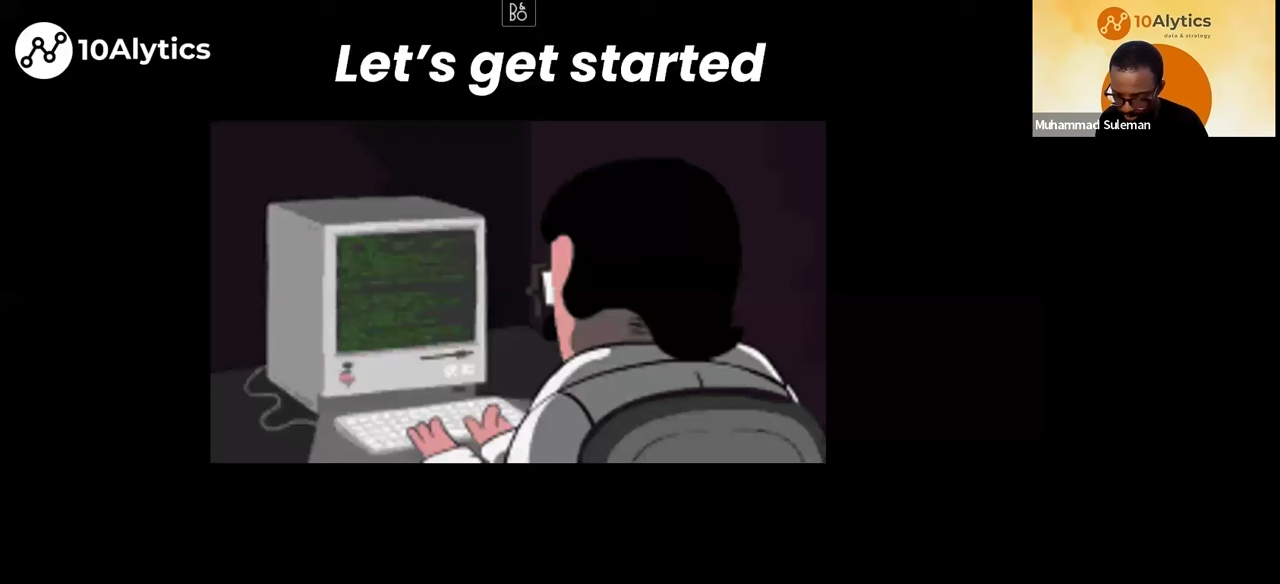 B&O
10Alytics
Let's get started
10Alytics
data & strategy
Muhammad Suleman